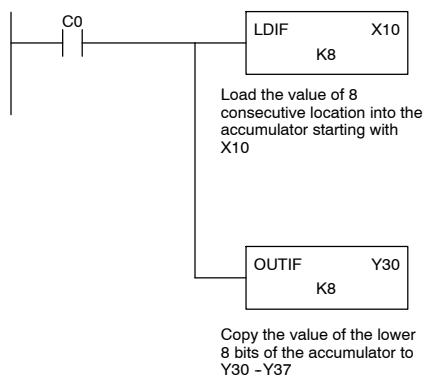 C0
LDIF X10
K8
Load the value of 8
consecutive location into the
accumulator starting with
X10
OUTIF Y30
K8
Copy the value of the lower
8 bits of the accumulator to
Y30 -Y37